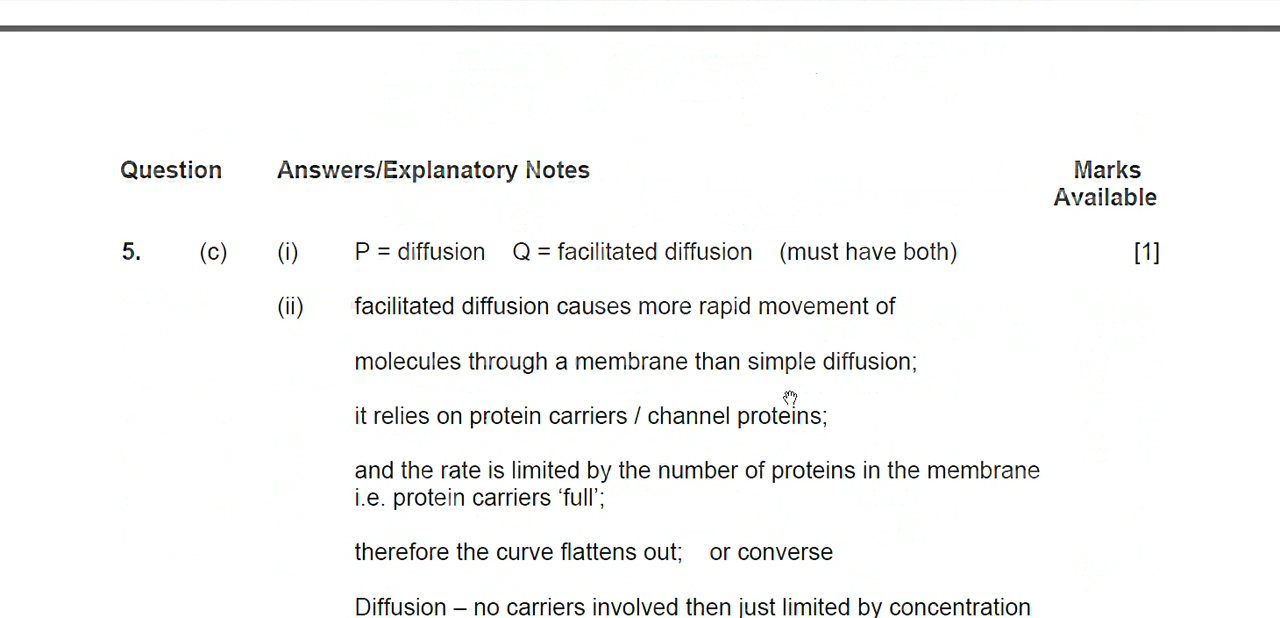 Question Answers/Explanatory Notes Marks
Available
5. (c) (i) P = diffusion Q = facilitated diffusion (must have both) [1]
(ii) facilitated diffusion causes more rapid movement of
molecules through a membrane than simple diffusion;
it relies on protein carriers / channel proteins;
and the rate is limited by the number of proteins in the membrane
i.e. protein carriers ‘full’;
therefore the curve flattens out; or converse
Diffusion – no carriers involved then just limited by concentration